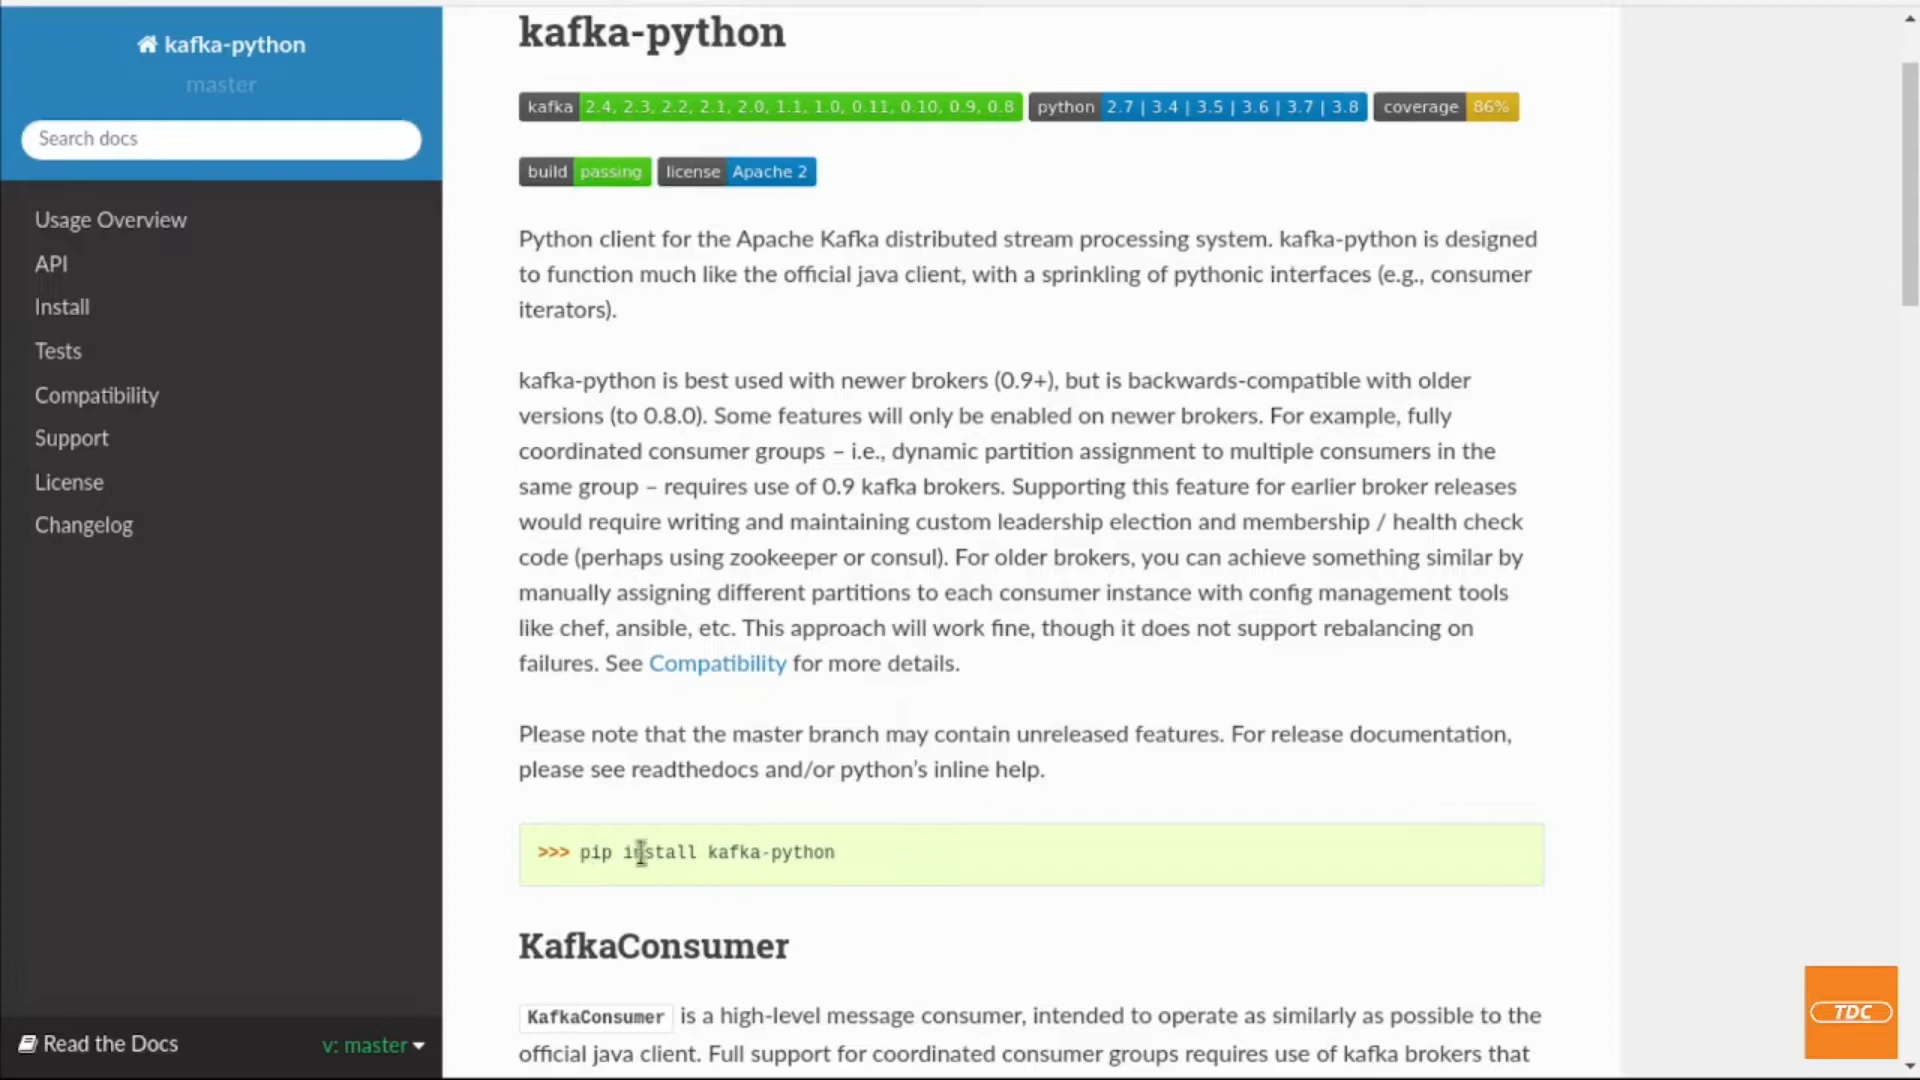 kafka-python
master
Search docs
Usage Overview
API
Install
Tests
Compatibility
Support
License
Changelog
Read the Docs
v: master
kafka-python
kafka 2.4, 2.3, 2.2, 2.1, 2.0, 1.1, 1.0, 0.11, 0.10, 0.9, 0.8 python 2.7 | 3.4 | 3.5 | 3.6 | 3.7 | 3.8 coverage 86%
build passing license Apache 2
Python client for the Apache Kafka distributed stream processing system. kafka-python is designed
to function much like the official java client, with a sprinkling of pythonic interfaces (e.g., consumer
iterators).
kafka-python is best used with newer brokers (0.9+), but is backwards-compatible with older
versions (to 0.8.0). Some features will only be enabled on newer brokers. For example, fully
coordinated consumer groups – i.e., dynamic partition assignment to multiple consumers in the
same group – requires use of 0.9 kafka brokers. Supporting this feature for earlier broker releases
would require writing and maintaining custom leadership election and membership / health check
code (perhaps using zookeeper or consul). For older brokers, you can achieve something similar by
manually assigning different partitions to each consumer instance with config management tools
like chef, ansible, etc. This approach will work fine, though it does not support rebalancing on
failures. See Compatibility for more details.
Please note that the master branch may contain unreleased features. For release documentation,
please see readthedocs and/or python's inline help.
>>> pip install kafka-python
KafkaConsumer
KafkaConsumer is a high-level message consumer, intended to operate as similarly as possible to the
official java client. Full support for coordinated consumer groups requires use of kafka brokers that
TDC